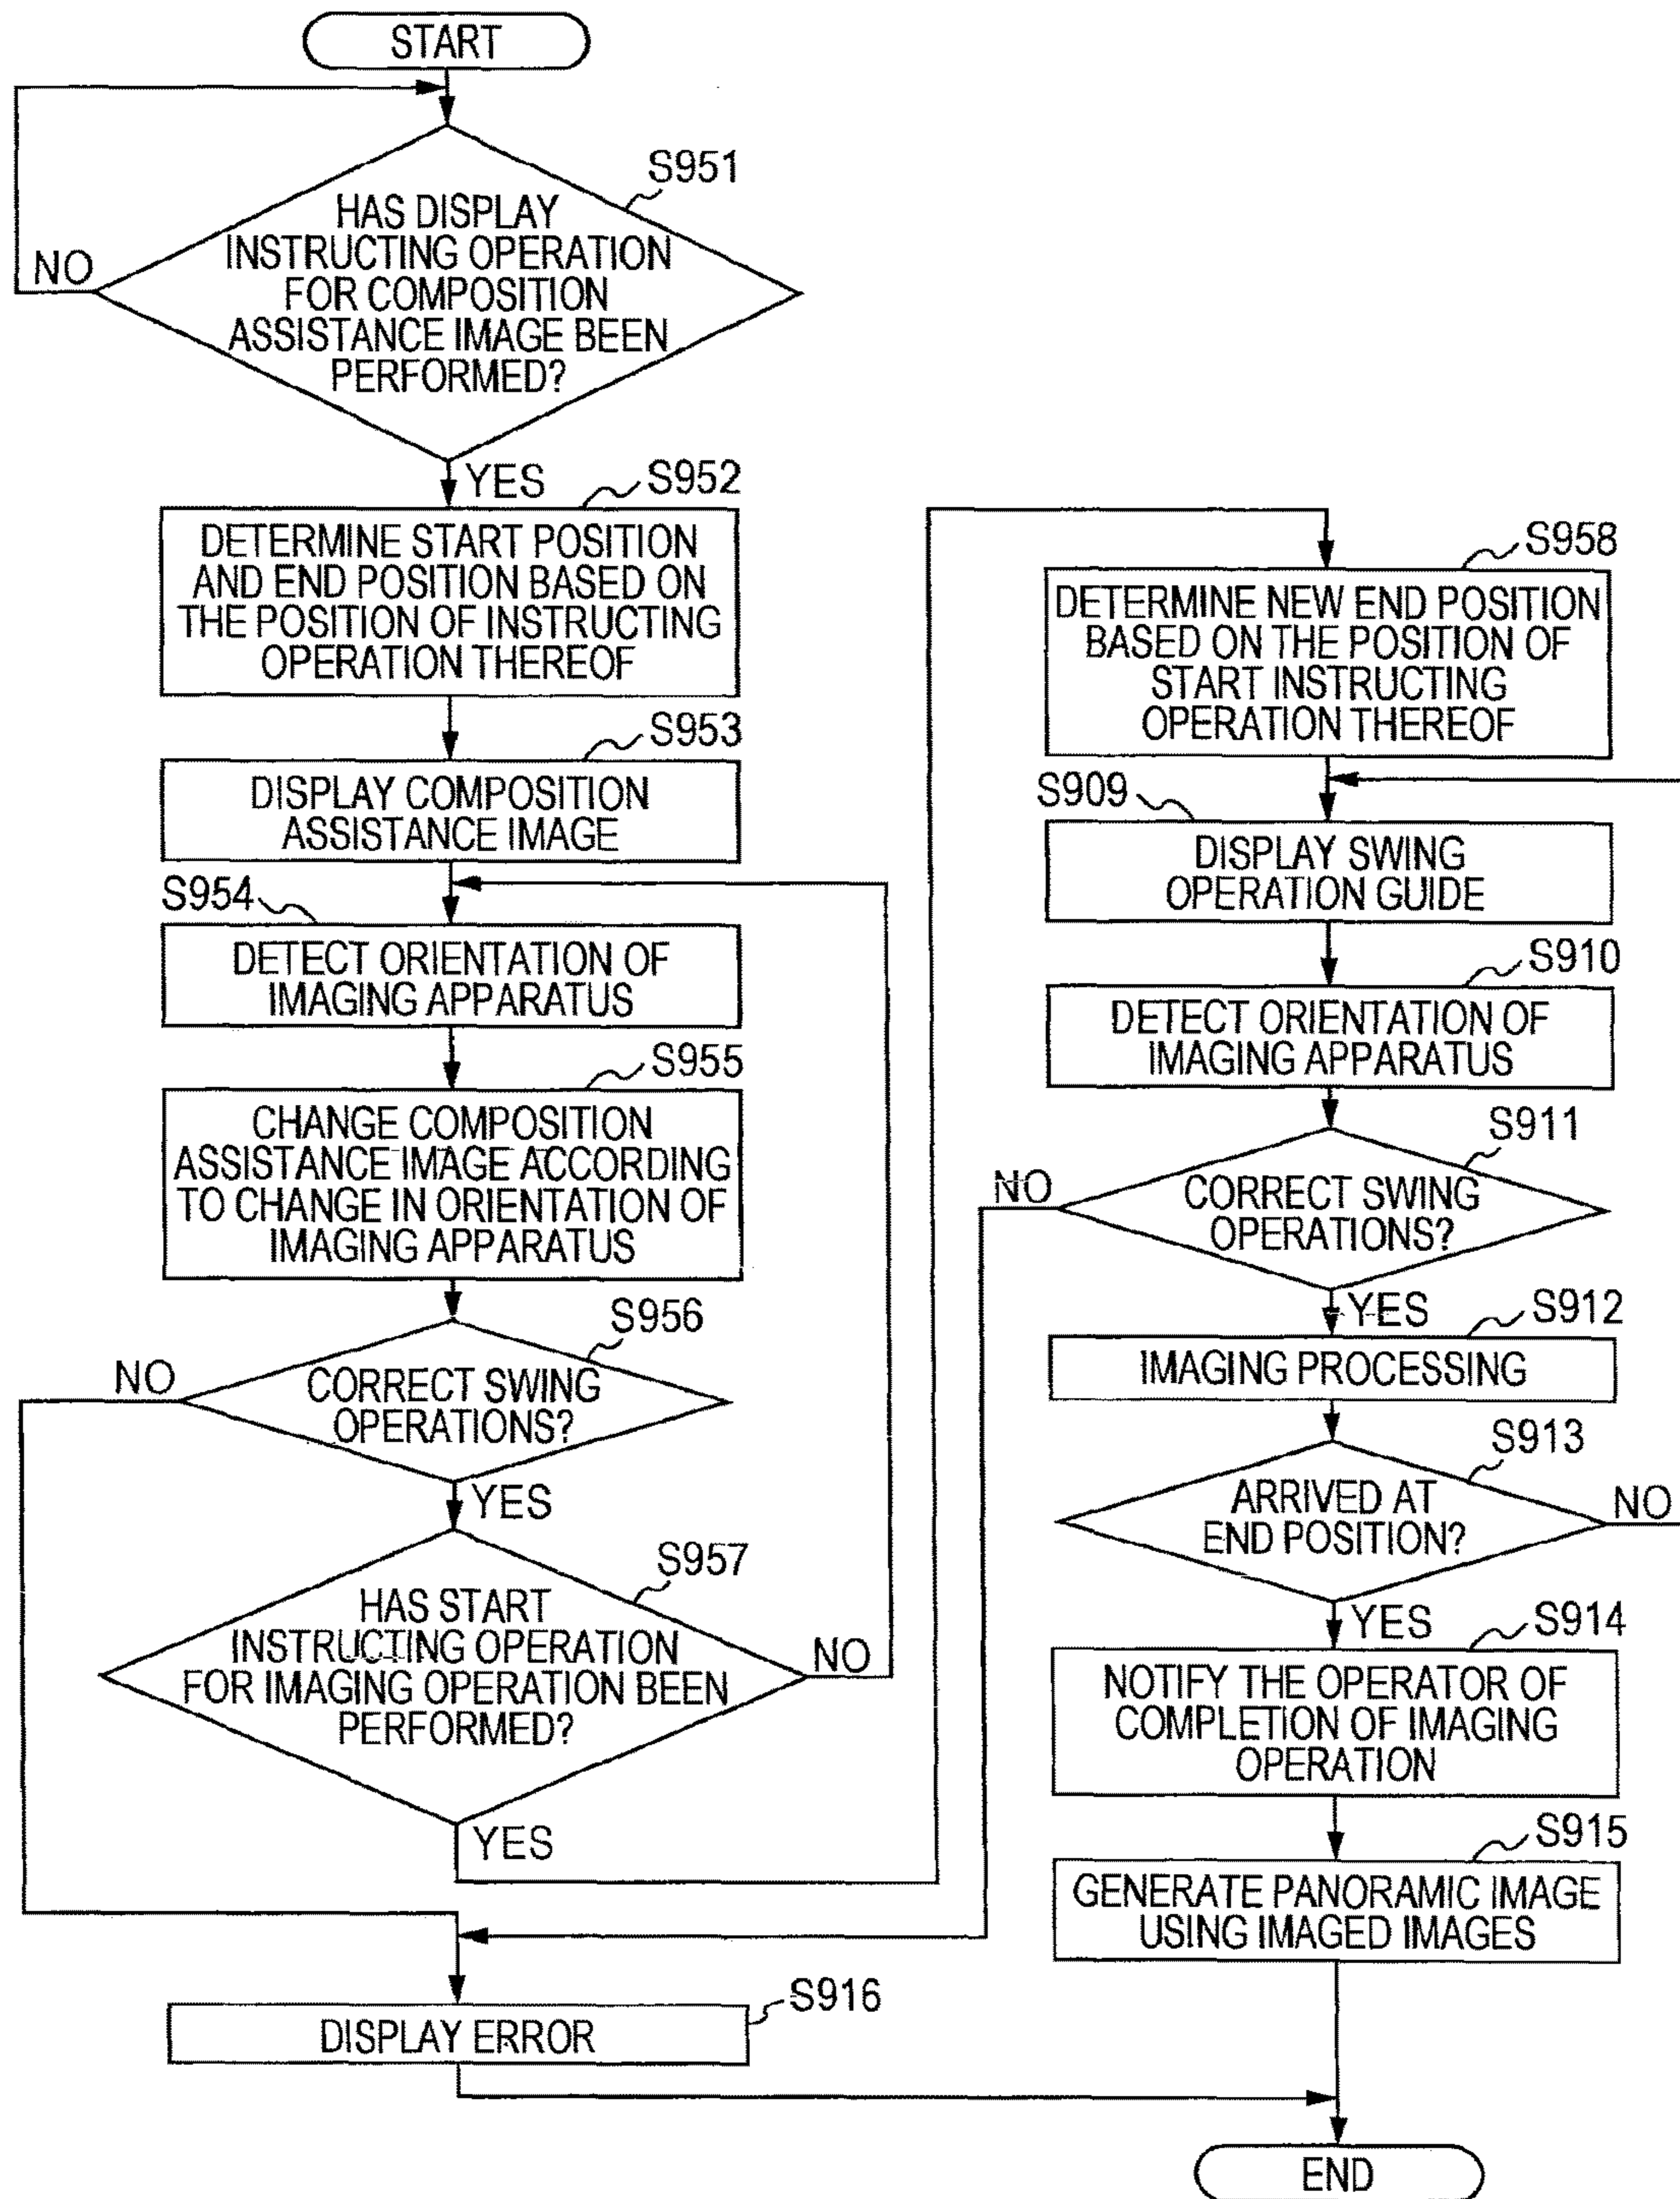 START
S951
HAS DISPLAY
INSTRUCTING OPERATION
FOR COMPOSITION
ASSISTANCE IMAGE BEEN
PERFORMED?
NO
YES
S952
DETERMINE START POSITION
AND END POSITION BASED ON
THE POSITION OF INSTRUCTING
OPERATION THEREOF
S953
DISPLAY COMPOSITION
ASSISTANCE IMAGE
S954
DETECT ORIENTATION OF
IMAGING APPARATUS
S955
CHANGE COMPOSITION
ASSISTANCE IMAGE ACCORDING
TO CHANGE IN ORIENTATION OF
IMAGING APPARATUS
S956
NO
CORRECT SWING
OPERATIONS?
YES
S957
HAS START
INSTRUCTING OPERATION
FOR IMAGING OPERATION BEEN
PERFORMED?
NO
YES
S958
DETERMINE NEW END POSITION
BASED ON THE POSITION OF
START INSTRUCTING
OPERATION THEREOF
S909
DISPLAY SWING
OPERATION GUIDE
S910
DETECT ORIENTATION OF
IMAGING APPARATUS
S911
NO
CORRECT SWING
OPERATIONS?
YES
S912
IMAGING PROCESSING
S913
ARRIVED AT
END POSITION?
NO
YES
S914
NOTIFY THE OPERATOR OF
COMPLETION OF IMAGING
OPERATION
S915
GENERATE PANORAMIC IMAGE
USING IMAGED IMAGES
S916
DISPLAY ERROR
END